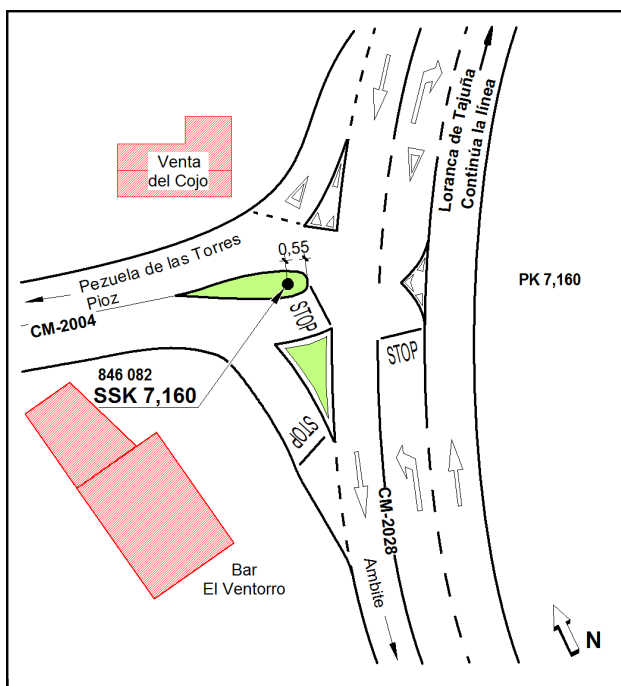 Loranca de Tajuña
Continúa la línea
Venta
del Cojo
0,55
Pezuela de las Torres
Pioz
CM-2004
PK 7,160
STOP
STOP
846 082
SSK 7,160
STOP
CM-2028
Bar
El Ventorro
Ambite
N